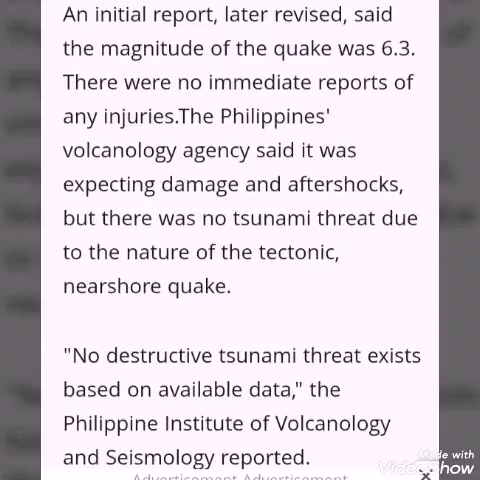 An initial report, later revised, said
the magnitude of the quake was 6.3.
There were no immediate reports of
any injuries.The Philippines'
volcanology agency said it was
expecting damage and aftershocks,
but there was no tsunami threat due
to the nature of the tectonic,
nearshore quake.
"No destructive tsunami threat exists
based on available data," the
Philippine Institute of Volcanology
and Seismology reported.
Advertisement Advertisement
Made with
VideoShow